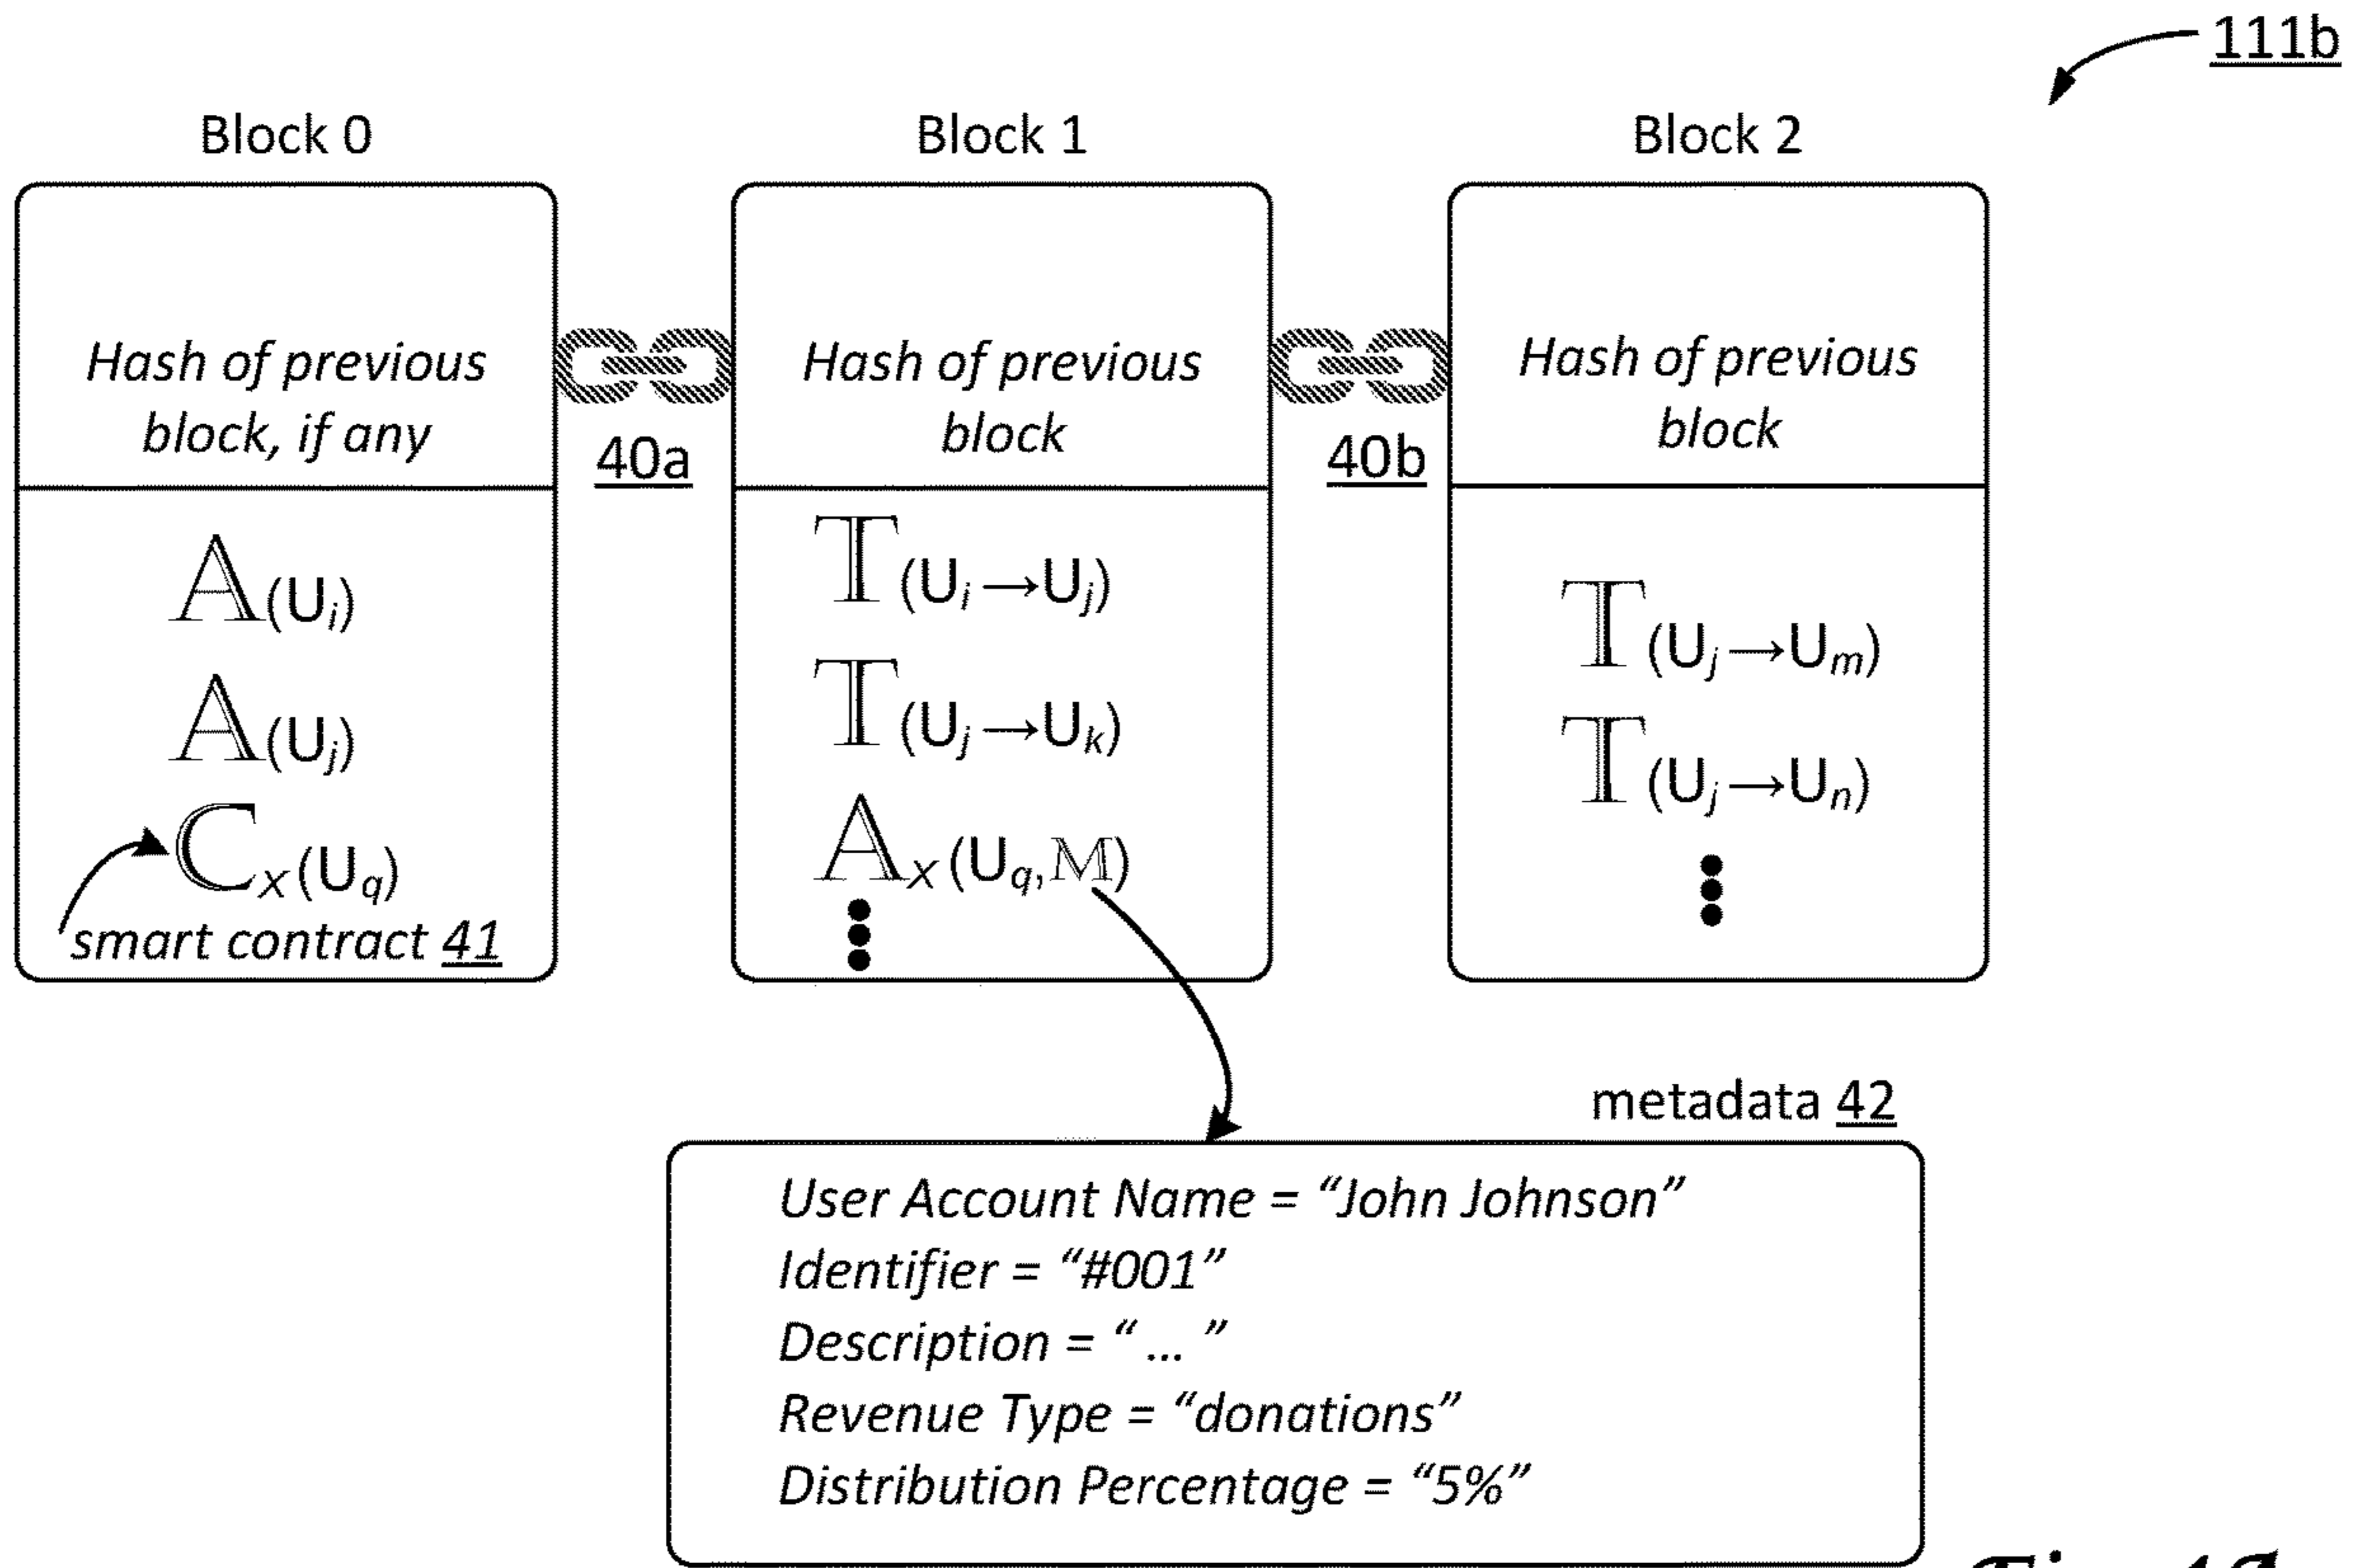 111b
Block 0
Block 1
Block 2
Hash of previous
block, if any
40a
Hash of previous
block
40b
Hash of previous
block
𝔸(Uᵢ)
𝔸(Uⱼ)
ℂₓ(U_q)
smart contract 41
𝕋(Uᵢ→Uⱼ)
𝕋(Uⱼ→Uₖ)
𝔸ₓ(U_q,𝕄)
𝕋(Uⱼ→Uₘ)
𝕋(Uⱼ→Uₙ)
metadata 42
User Account Name = “John Johnson”
Identifier = “#001”
Description = “ ... ”
Revenue Type = “donations”
Distribution Percentage = “5%”